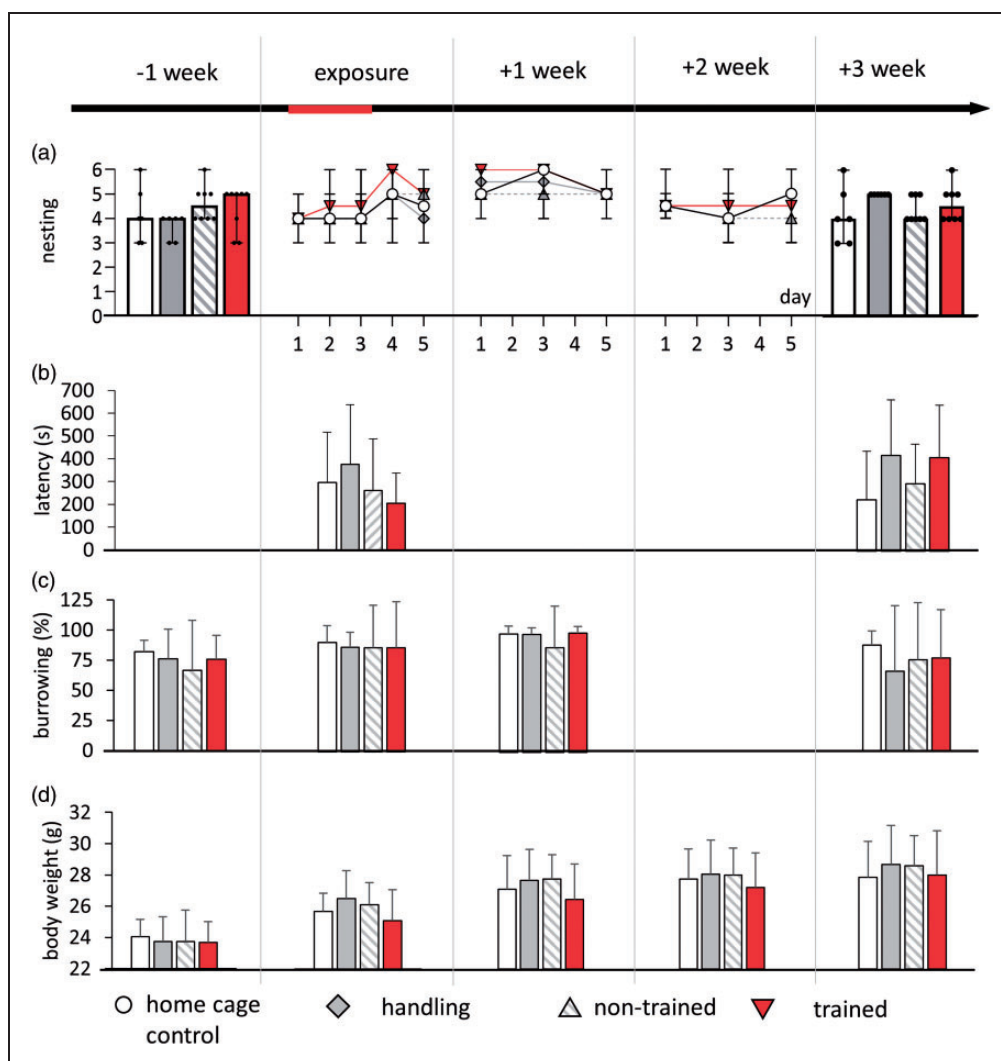 -1 week exposure +1 week +2 week +3 week
(a)
nesting
6
5
4
3
2
1
0
day
1 2 3 4 5 1 2 3 4 5 1 2 3 4 5
(b)
latency (s)
700
600
500
400
300
200
100
0
(c)
burrowing (%)
125
100
75
50
25
0
(d)
body weight (g)
32
30
28
26
24
22
home cage control
handling
non-trained
trained